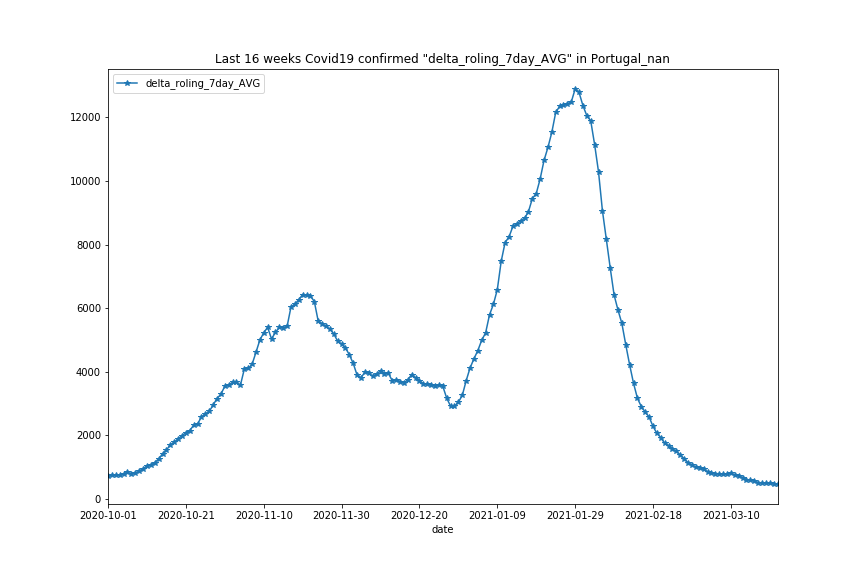 Last 16 weeks Covid19 confirmed "delta_roling_7day_AVG" in Portugal_nan
delta_roling_7day_AVG
12000
10000
8000
6000
4000
2000
0
2020-10-01 2020-10-21 2020-11-10 2020-11-30 2020-12-20 2021-01-09 2021-01-29 2021-02-18 2021-03-10
date